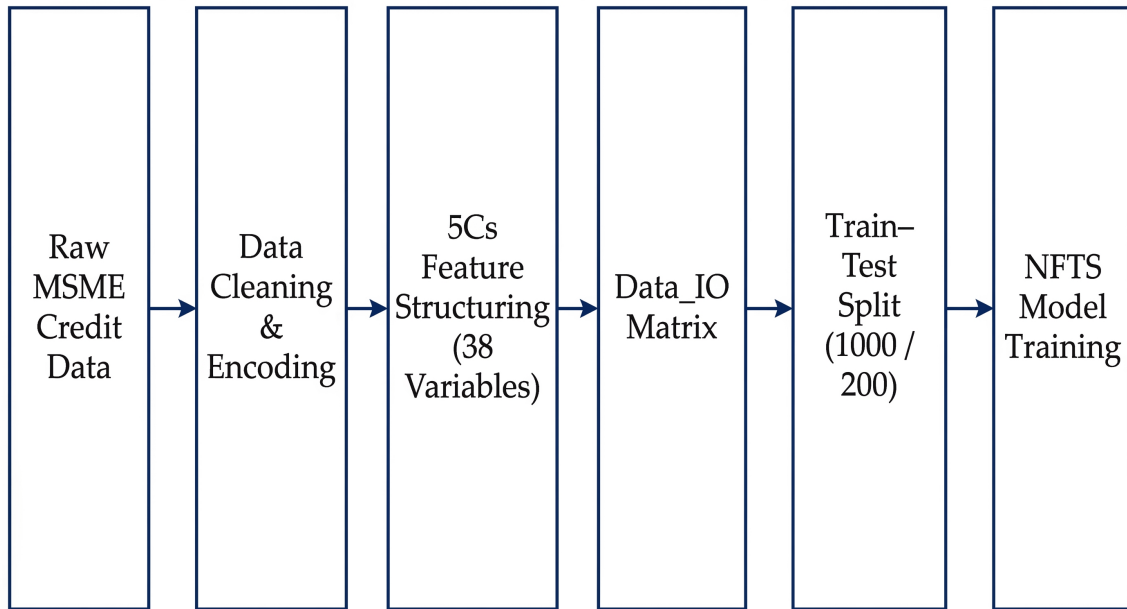 Raw
MSME
Credit
Data
Data
Cleaning
&
Encoding
5Cs
Feature
Structuring
(38
Variables)
Data_IO
Matrix
Train–
Test
Split
(1000 /
200)
NFTS
Model
Training